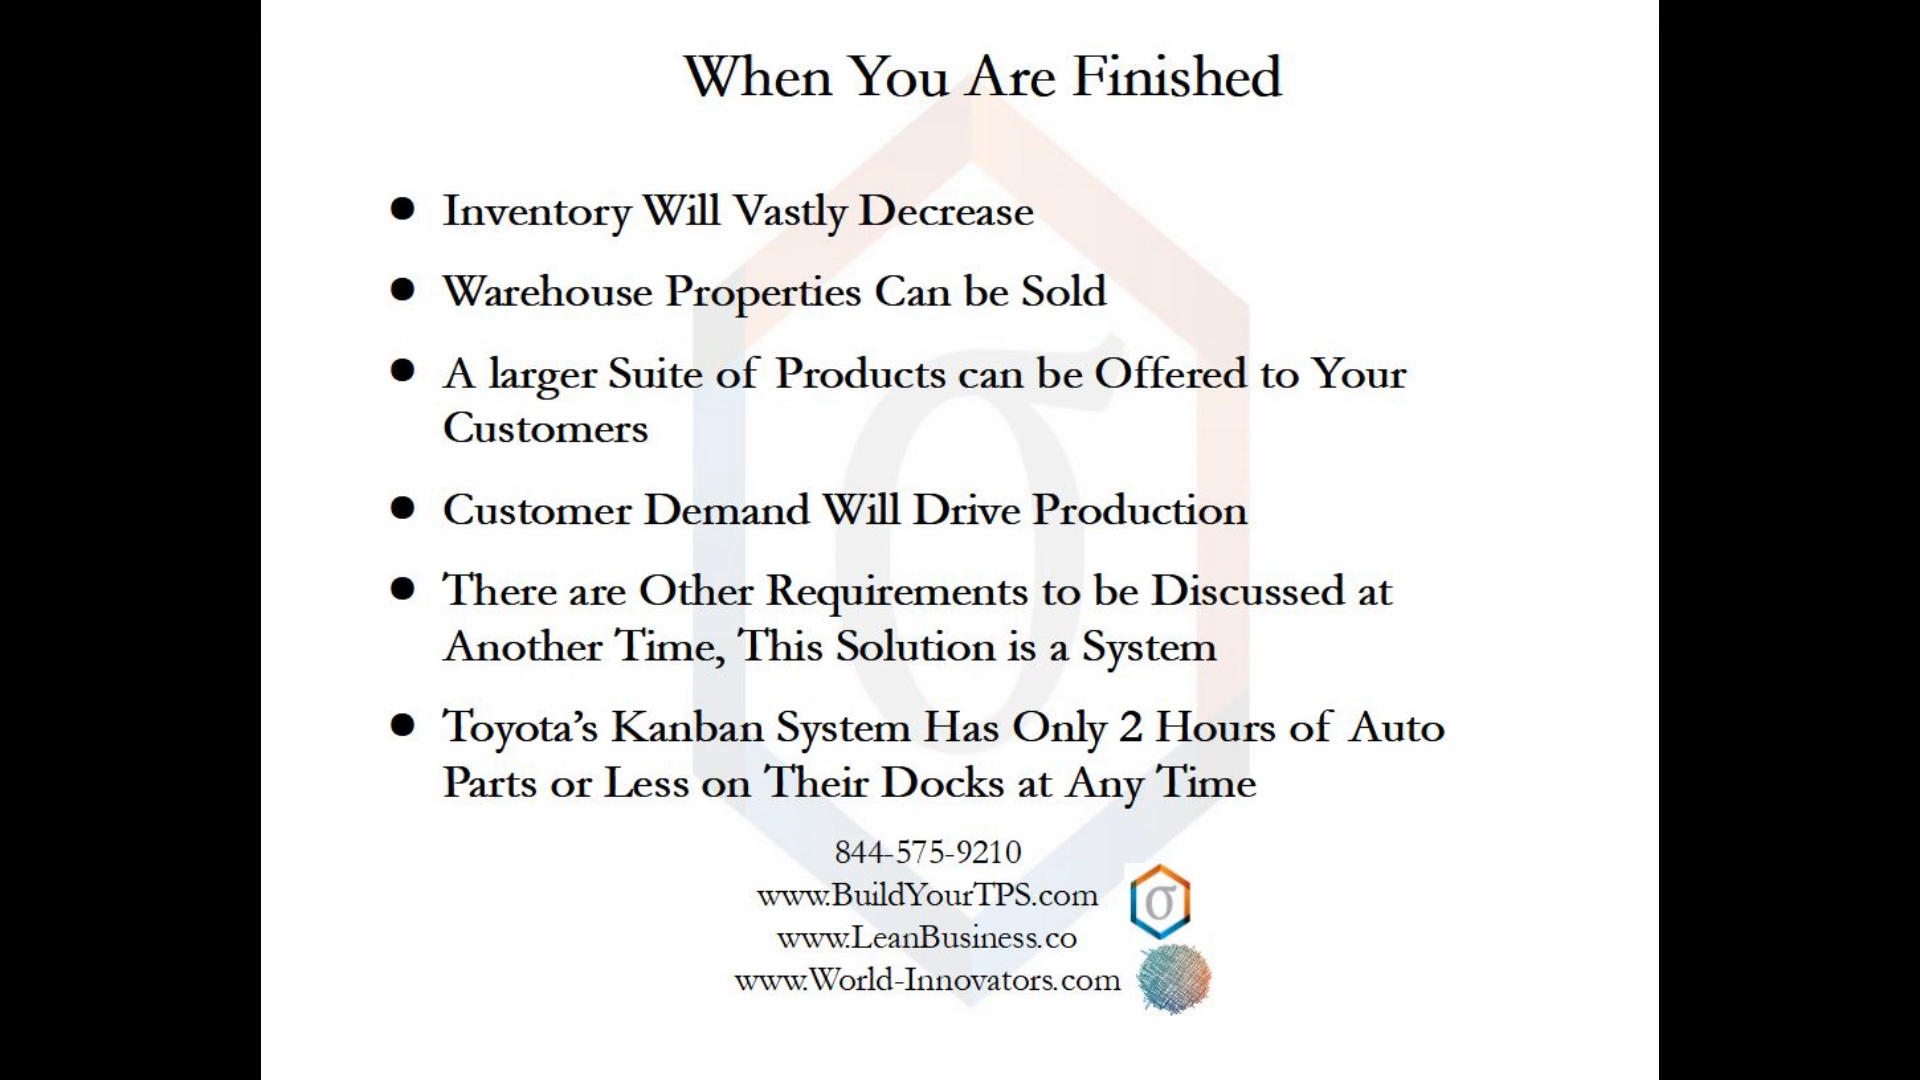 When You Are Finished
● Inventory Will Vastly Decrease
● Warehouse Properties Can be Sold
● A larger Suite of Products can be Offered to Your
Customers
● Customer Demand Will Drive Production
● There are Other Requirements to be Discussed at
Another Time, This Solution is a System
● Toyota’s Kanban System Has Only 2 Hours of Auto
Parts or Less on Their Docks at Any Time
844-575-9210
www.BuildYourTPS.com
σ
www.LeanBusiness.co
www.World-Innovators.com